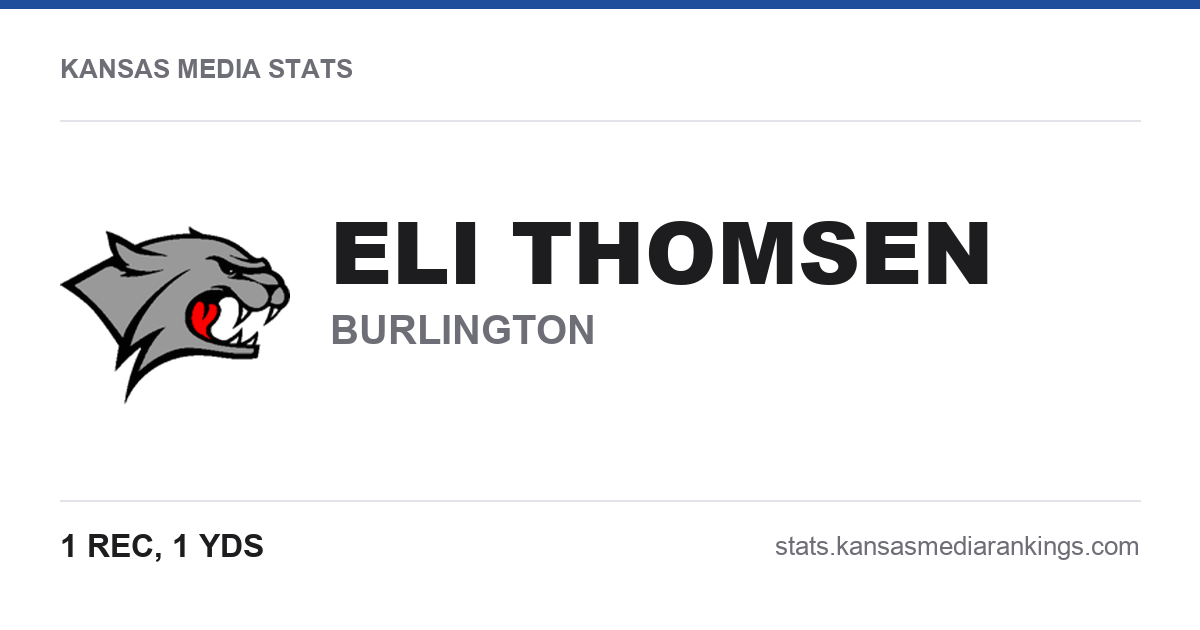 KANSAS MEDIA STATS
ELI THOMSEN
BURLINGTON
1 REC, 1 YDS
stats.kansasmediarankings.com